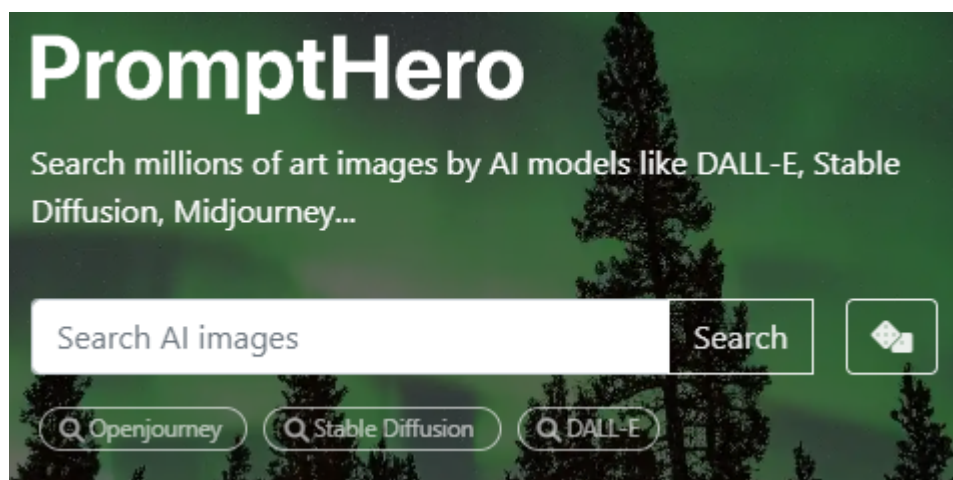 PromptHero
Search millions of art images by AI models like DALL-E, Stable
Diffusion, Midjourney...
Search AI images
Search
Openjourney
Stable Diffusion
DALL-E